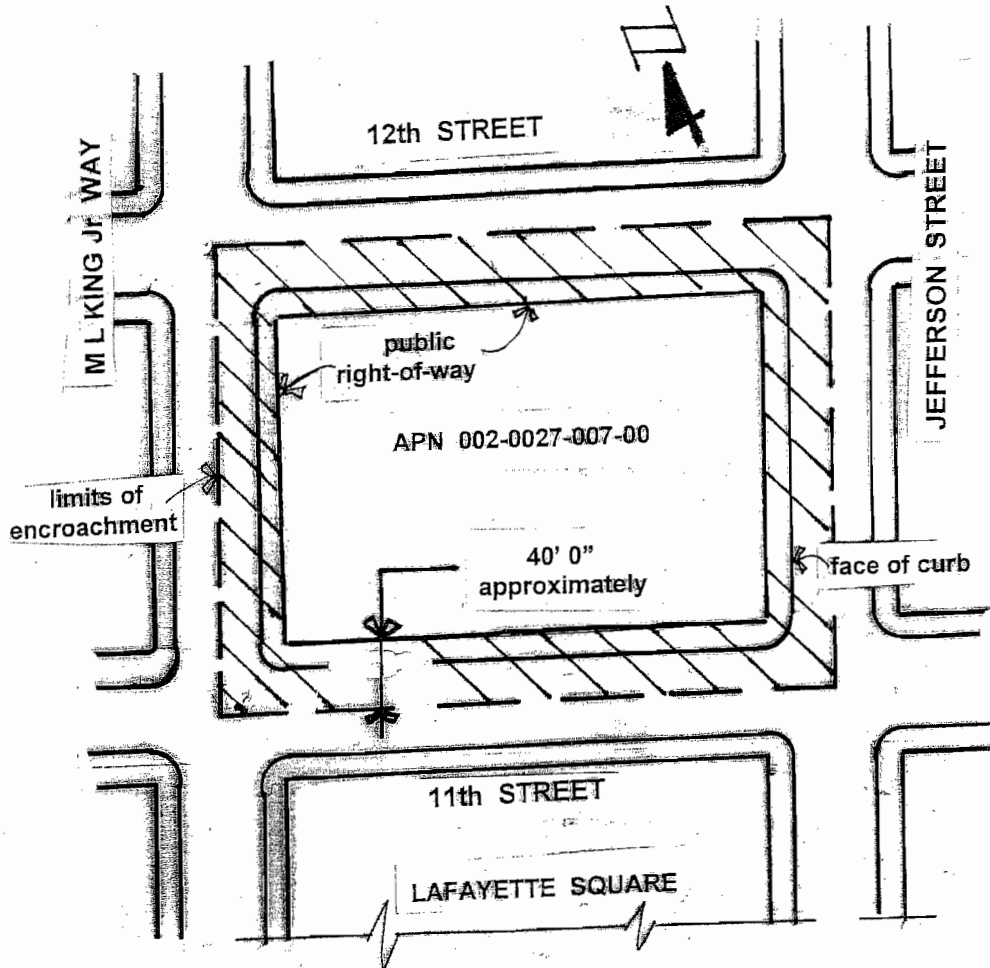 12th STREET
M L KING Jr WAY
JEFFERSON STREET
public
right-of-way
APN 002-0027-007-00
limits of
encroachment
40' 0"
approximately
face of curb
11th STREET
LAFAYETTE SQUARE